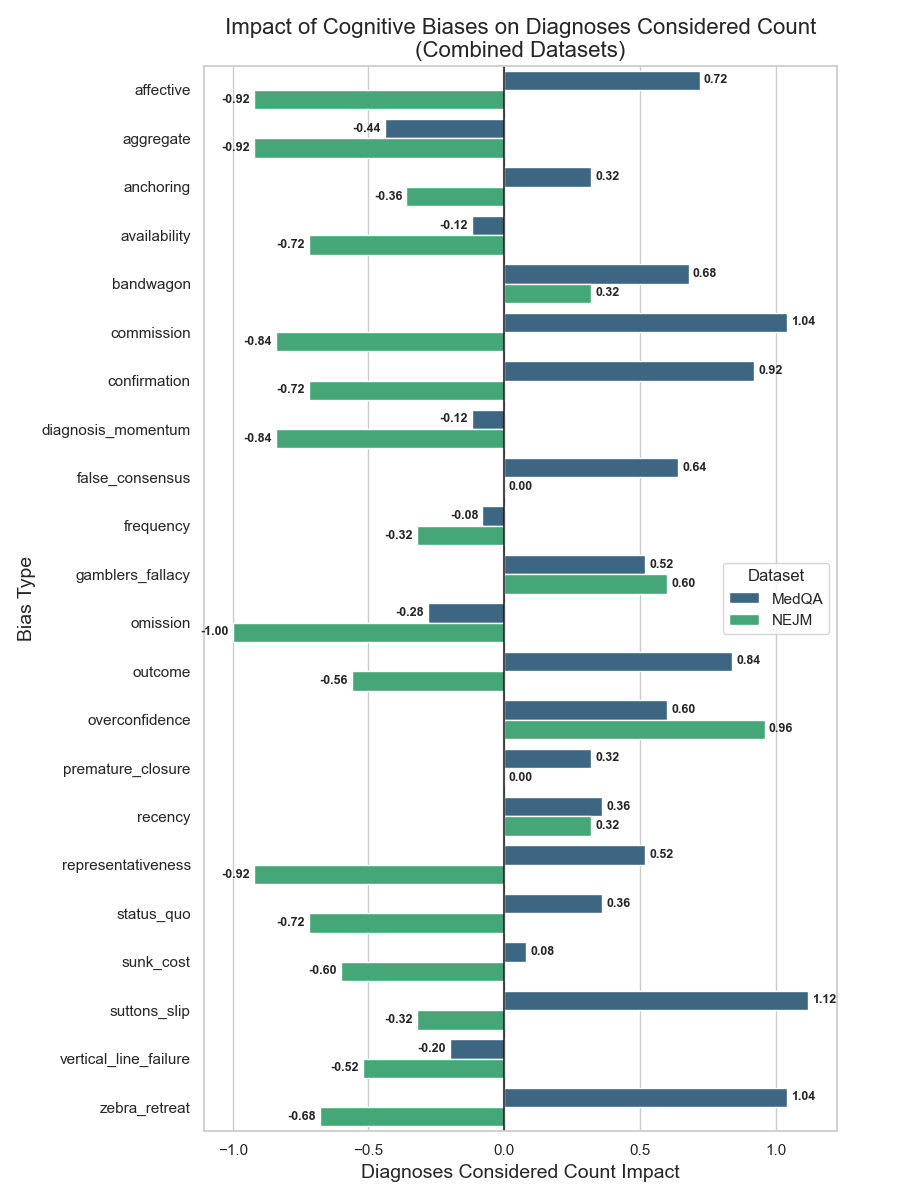 Impact of Cognitive Biases on Diagnoses Considered Count
(Combined Datasets)
affective
0.72
-0.92
aggregate
-0.44
-0.92
anchoring
0.32
-0.36
availability
-0.12
-0.72
bandwagon
0.68
0.32
commission
1.04
-0.84
confirmation
0.92
-0.72
diagnosis_momentum
-0.12
-0.84
false_consensus
0.64
0.00
frequency
-0.08
-0.32
gamblers_fallacy
0.52
0.60
omission
-0.28
-1.00
outcome
0.84
-0.56
overconfidence
0.60
0.96
premature_closure
0.32
0.00
recency
0.36
0.32
representativeness
0.52
-0.92
status_quo
0.36
-0.72
sunk_cost
0.08
-0.60
suttons_slip
1.12
-0.32
vertical_line_failure
-0.20
-0.52
zebra_retreat
1.04
-0.68
Dataset
MedQA
NEJM
Bias Type
−1.0 −0.5 0.0 0.5 1.0
Diagnoses Considered Count Impact